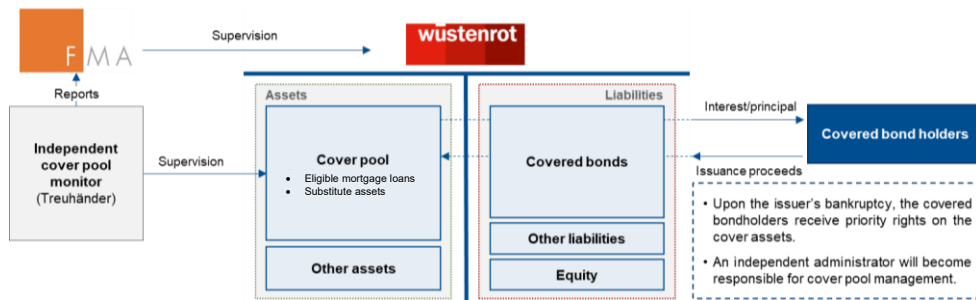 FMA
Supervision
wüstenrot
Reports
Assets
Liabilities
Interest/principal
Independent
cover pool
monitor
(Treuhänder)
Supervision
Cover pool
• Eligible mortgage loans
• Substitute assets
Covered bonds
Covered bond holders
Issuance proceeds
• Upon the issuer's bankruptcy, the covered
bondholders receive priority rights on the
cover assets.
• An independent administrator will become
responsible for cover pool management.
Other assets
Other liabilities
Equity